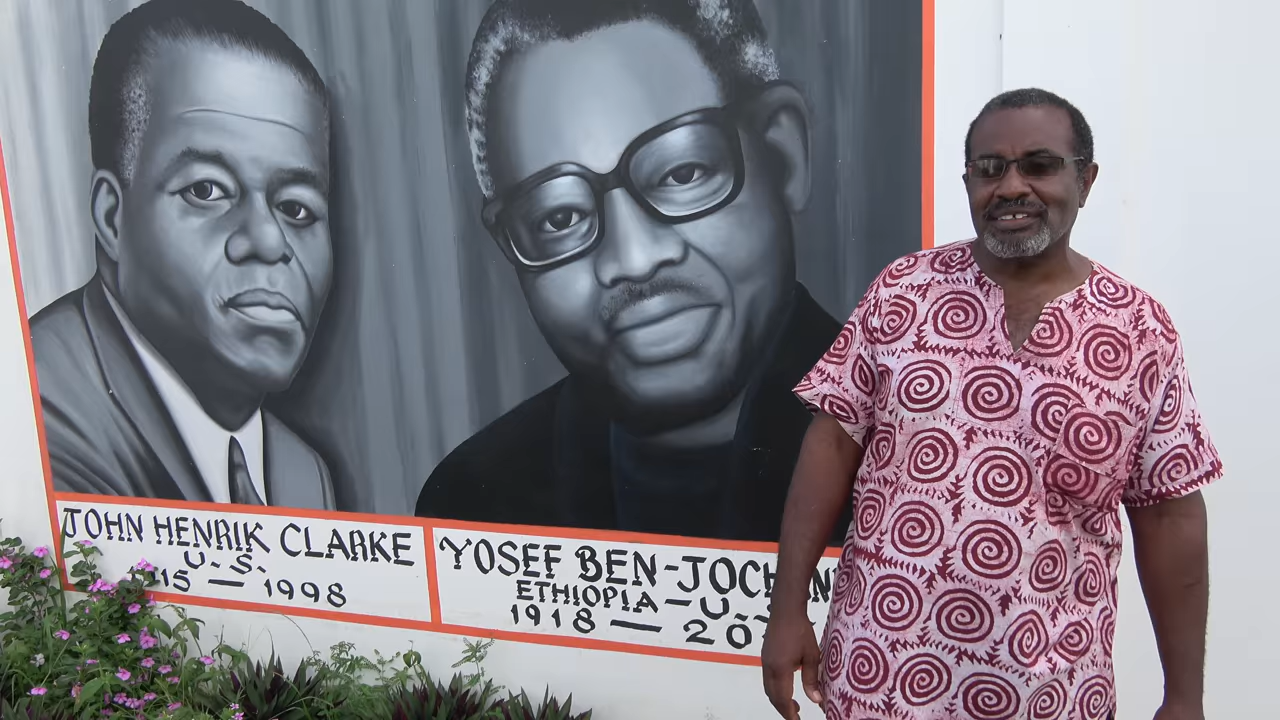 JOHN HENRIK CLARKE
U.S.
15 — 1998
YOSEF BEN-JOCH
ETHIOPIA — U.
1918 — 20